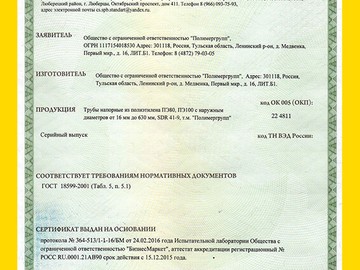 Люберецкий район, г. Люберцы, Октябрьский проспект, дом 411. Телефон 8 (966) 093-75-93,
адрес электронной почты cs.spb.standart@yandex.ru.
ЗАЯВИТЕЛЬ
Общество с ограниченной ответственностью "Полимергрупп".
ОГРН 1117154018530 Адрес: 301118, Россия, Тульская область, Ленинский р-он, д. Медвенка,
Первый мкр., д. 16, ЛИТ.Б1. Телефон: 8 (4872) 79-03-05
ИЗГОТОВИТЕЛЬ
Общество с ограниченной ответственностью "Полимергрупп". Адрес: 301118, Россия,
Тульская область, Ленинский р-он, д. Медвенка, Первый мкр., д. 16, ЛИТ.Б1.
ПРОДУКЦИЯ
Трубы напорные из полиэтилена ПЭ80, ПЭ100 с наружным
диаметров от 16 мм до 630 мм, SDR 41-9, т.м. "Полимергрупп"
код ОК 005 (ОКП):
22 4811
Серийный выпуск
код ТН ВЭД России:
СООТВЕТСТВУЕТ ТРЕБОВАНИЯМ НОРМАТИВНЫХ ДОКУМЕНТОВ
ГОСТ 18599-2001 (Табл. 5, п. 5.1)
СЕРТИФИКАТ ВЫДАН НА ОСНОВАНИИ
протокола № 364-513/1-1-16/БМ от 24.02.2016 Испытательной лаборатории Общества с
ограниченной ответственностью "БизнесМаркет", аттестат аккредитации регистрационный №
РОСС RU.0001.21АВ90 срок действия с 15.12.2015 года.